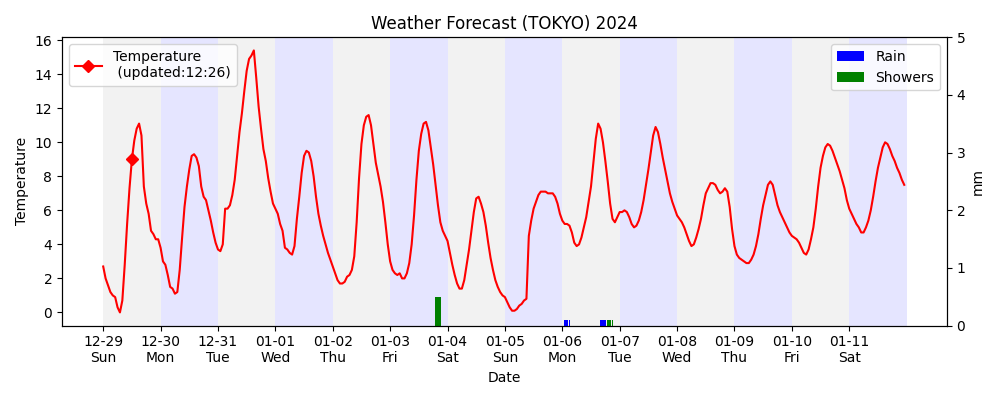 Weather Forecast (TOKYO) 2024
Temperature
(updated:12:26)
Rain
Showers
16
14
12
10
8
6
4
2
0
Temperature
5
4
3
2
1
0
mm
12-29 12-30 12-31 01-01 01-02 01-03 01-04 01-05 01-06 01-07 01-08 01-09 01-10 01-11
Sun Mon Tue Wed Thu Fri Sat Sun Mon Tue Wed Thu Fri Sat
Date